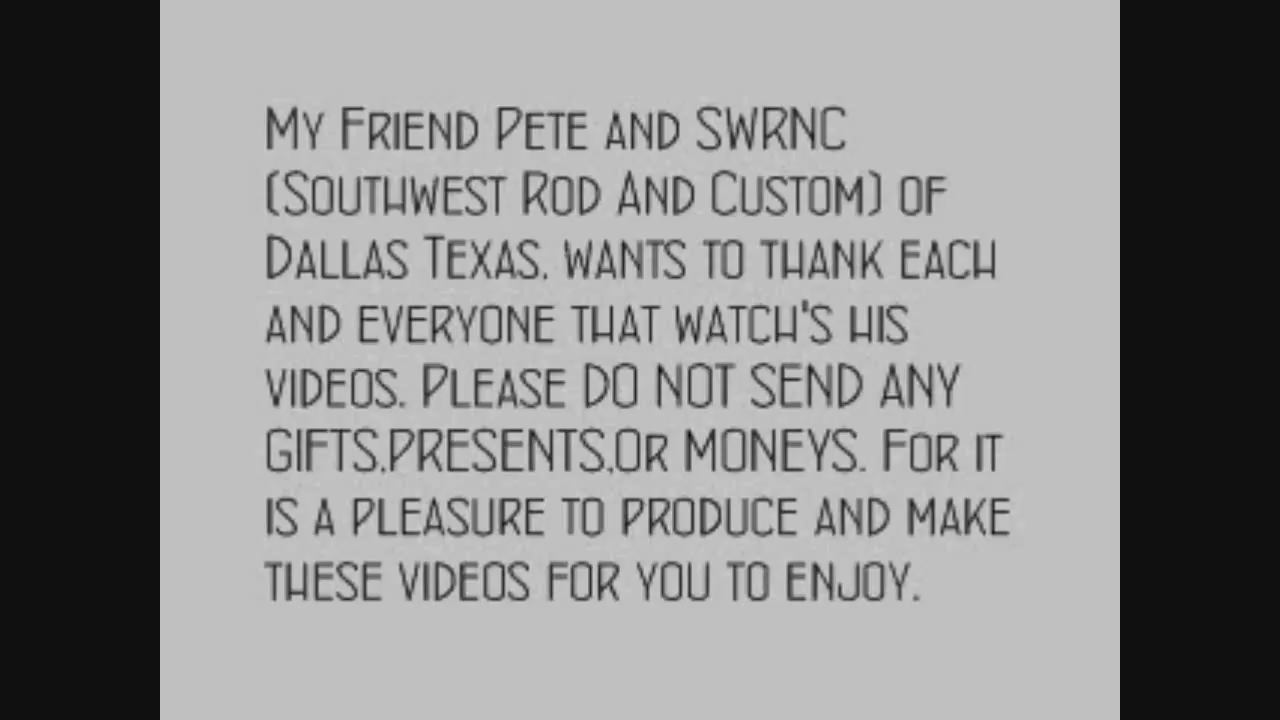 My Friend Pete and SWRNC
(Southwest Rod And Custom) of
Dallas Texas, wants to thank each
and everyone that watch's his
videos. Please DO NOT SEND ANY
GIFTS,PRESENTS,Or MONEYS. For it
is a pleasure to produce and make
these videos for you to enjoy.